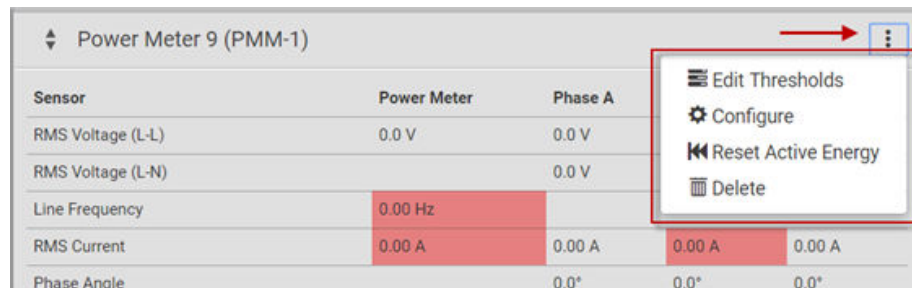 Power Meter 9 (PMM-1)
Sensor Power Meter Phase A
RMS Voltage (L-L) 0.0 V 0.0 V
RMS Voltage (L-N) 0.0 V
Line Frequency 0.00 Hz
RMS Current 0.00 A 0.00 A 0.00 A 0.00 A
Phase Angle 0.0° 0.0° 0.0°
Edit Thresholds
Configure
Reset Active Energy
Delete